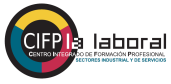 CIFP la laboral
CENTRO INTEGRADO DE FORMACIÓN PROFESIONAL
SECTORES INDUSTRIAL Y DE SERVICIOS